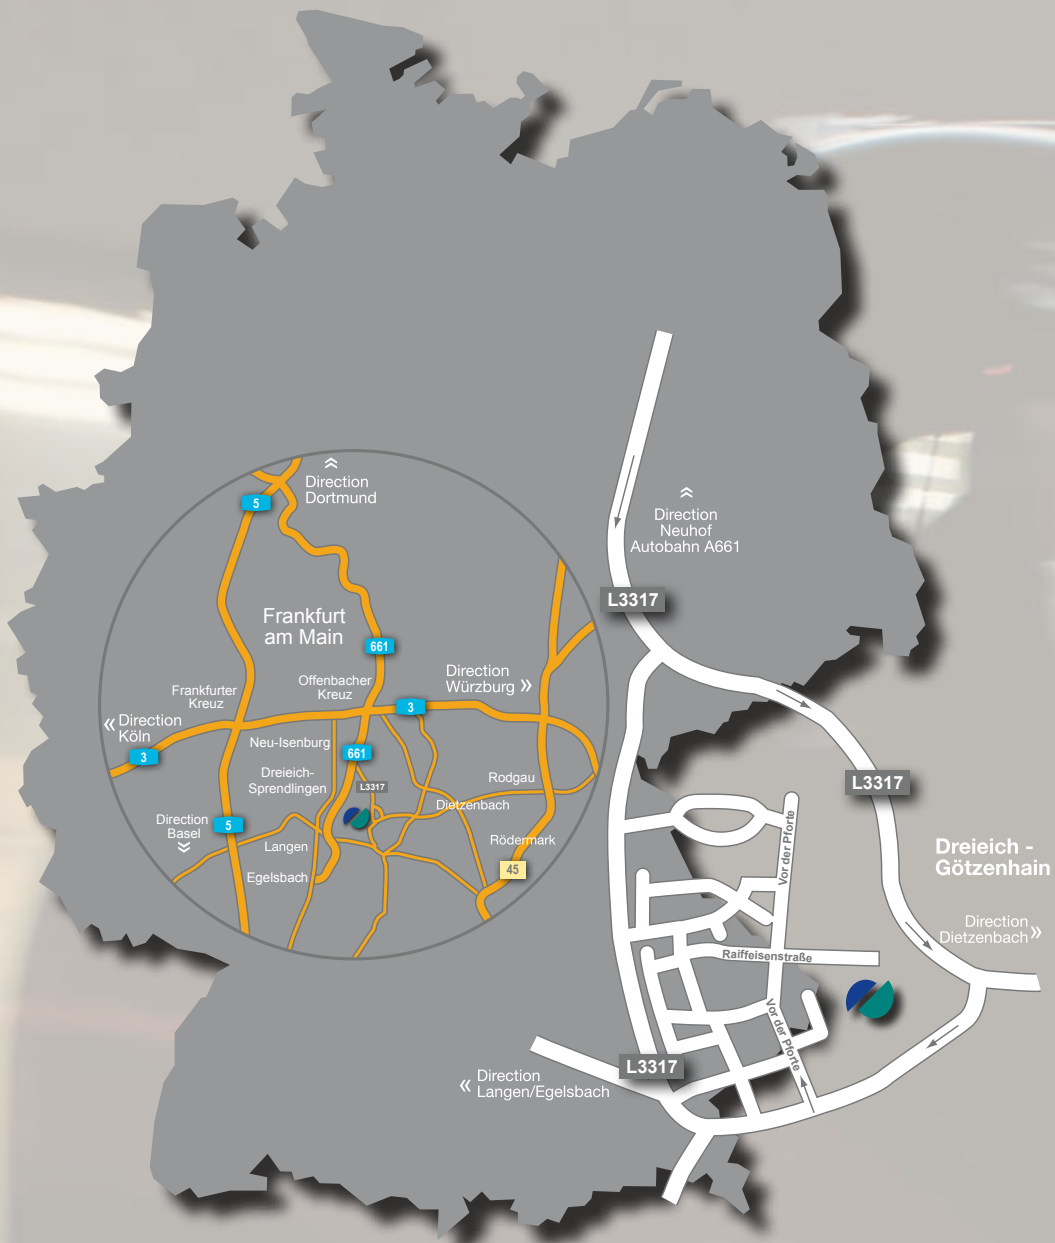 Direction
Dortmund
5
Direction
Neuhof
Autobahn A661
L3317
Frankfurt
am Main
661
Offenbacher
Kreuz
Direction
Würzburg »
Frankfurter
Kreuz
3
« Direction
Köln
3
Neu-Isenburg
661
Dreieich-
Sprendlingen
L3317
Rodgau
Dietzenbach
L3317
Direction
Basel
5
Langen
Rödermark
Egelsbach
45
Vor der Pforte
Dreieich -
Götzenhain
Direction
Dietzenbach »
Raiffeisenstraße
Vor der Pforte
L3317
« Direction
Langen/Egelsbach